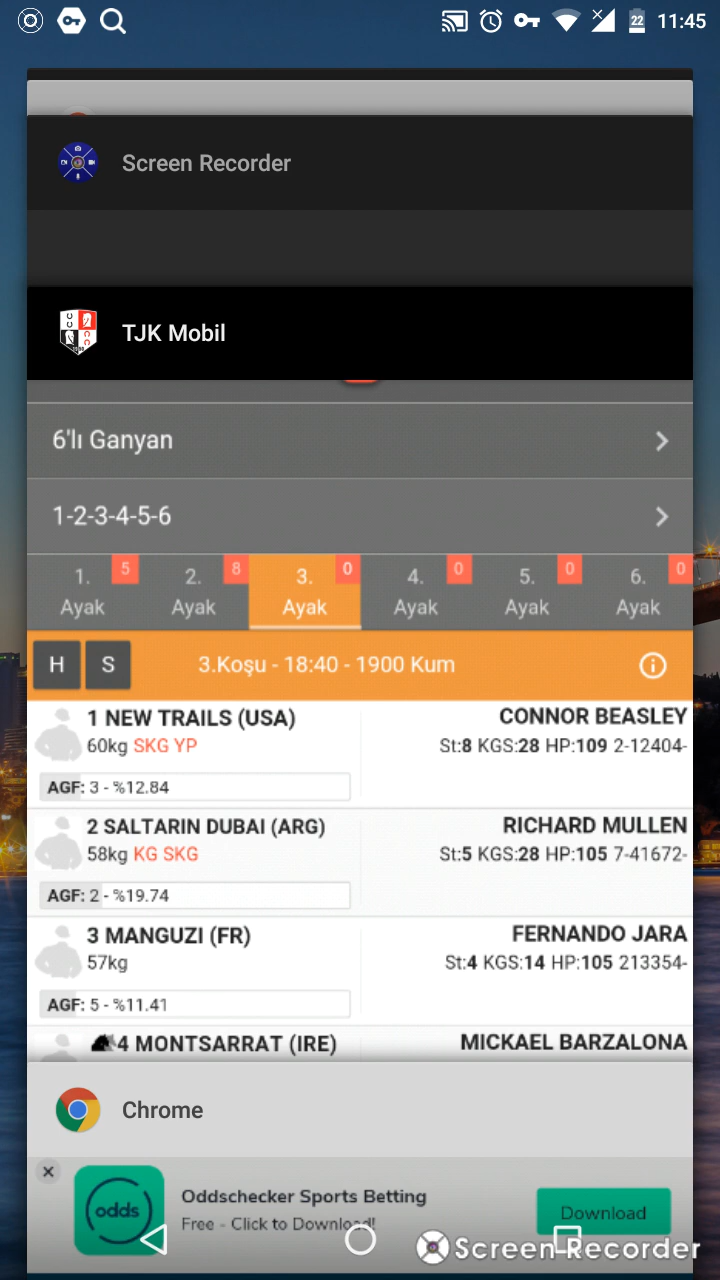 22 11:45
Screen Recorder
TJK Mobil
6'lı Ganyan
1-2-3-4-5-6
1. Ayak 5
2. Ayak 8
3. Ayak 0
4. Ayak 0
5. Ayak 0
6. Ayak 0
H S 3.Koşu - 18:40 - 1900 Kum
1 NEW TRAILS (USA) CONNOR BEASLEY
60kg SKG YP St:8 KGS:28 HP:109 2-12404-
AGF: 3 - %12.84
2 SALTARIN DUBAI (ARG) RICHARD MULLEN
58kg KG SKG St:5 KGS:28 HP:105 7-41672-
AGF: 2 - %19.74
3 MANGUZI (FR) FERNANDO JARA
57kg St:4 KGS:14 HP:105 213354-
AGF: 5 - %11.41
4 MONTSARRAT (IRE) MICKAEL BARZALONA
Chrome
odds
Oddschecker Sports Betting
Free - Click to Download!
Download
Screen Recorder